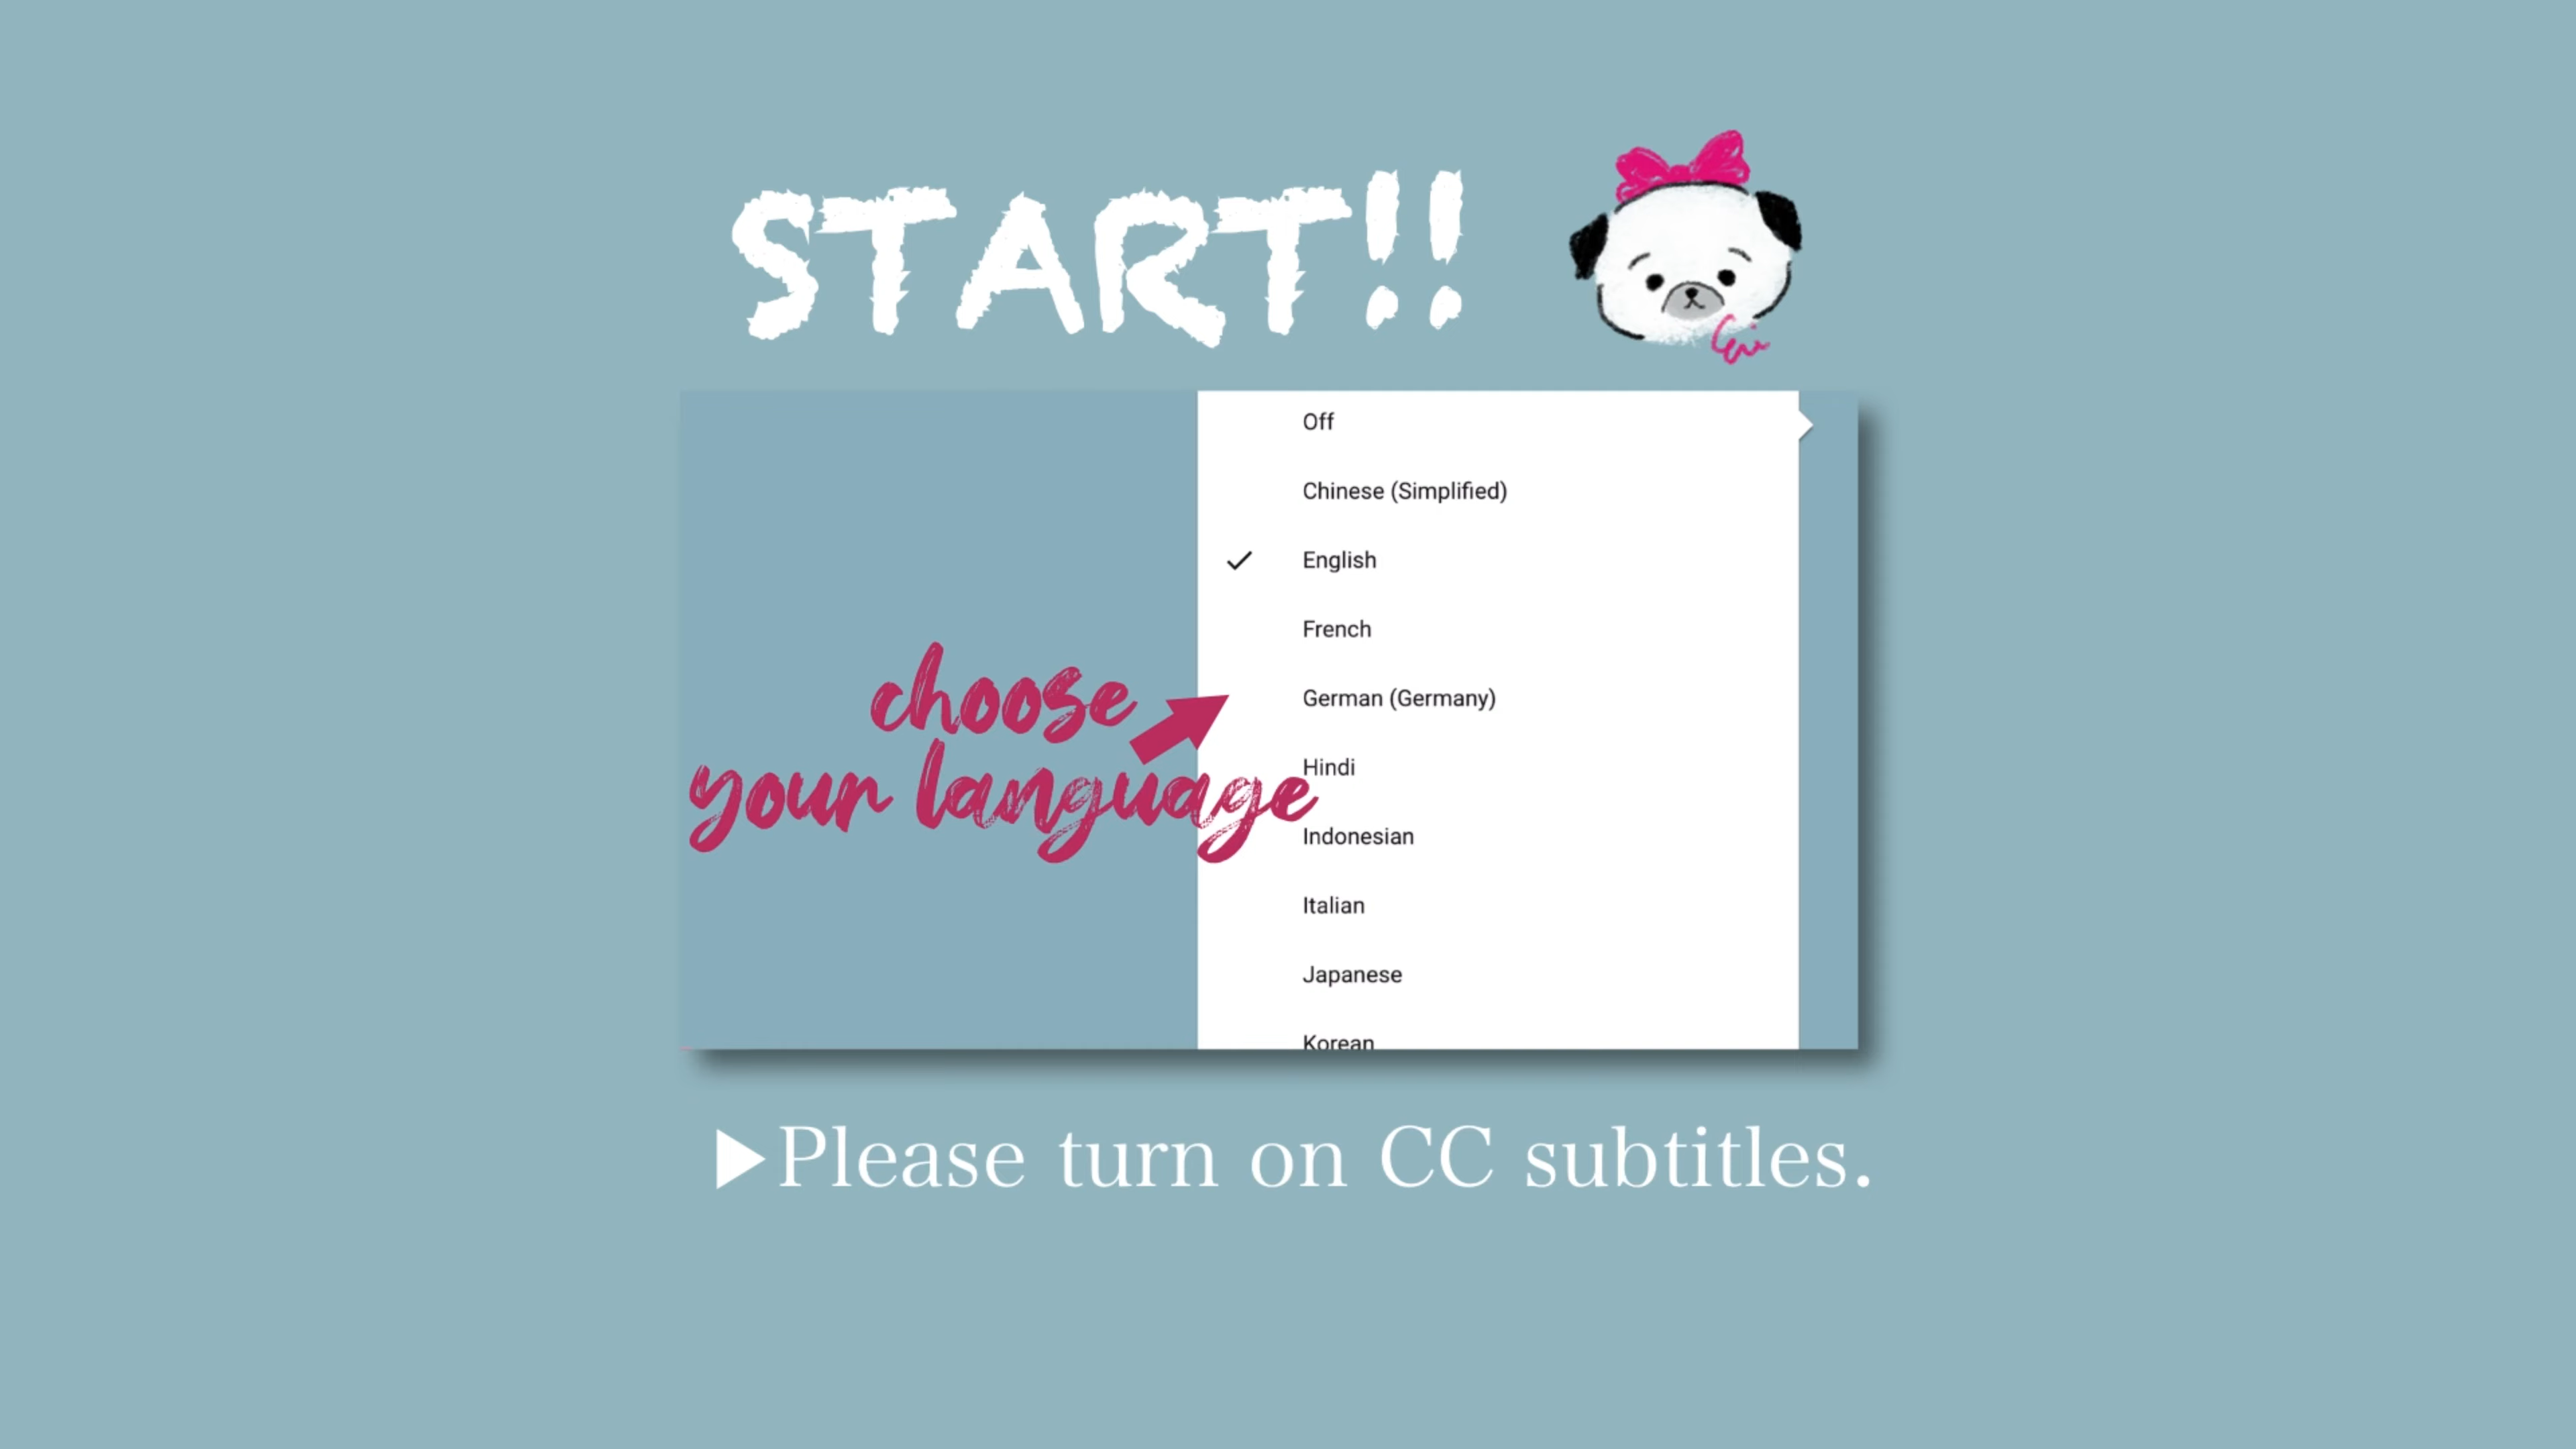 START!!
Off
Chinese (Simplified)
English
French
choose
German (Germany)
your language
Hindi
Indonesian
Italian
Japanese
Korean
▶Please turn on CC subtitles.